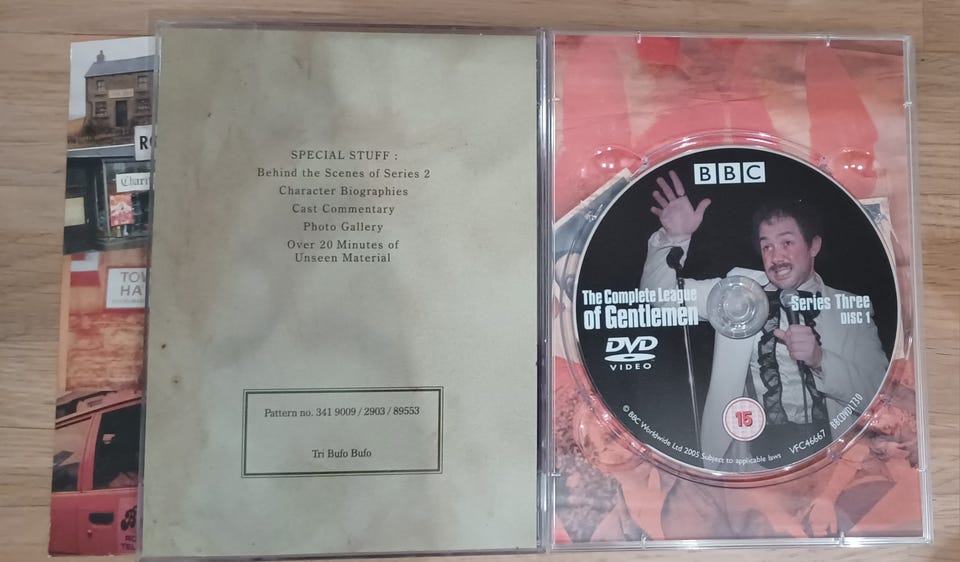 SPECIAL STUFF :
Behind the Scenes of Series 2
Character Biographies
Cast Commentary
Photo Gallery
Over 20 Minutes of
Unseen Material
Pattern no. 341 9009 / 2903 / 89553
Tri Bufo Bufo
BBC
The Complete League
of Gentlemen
Series Three
DISC 1
DVD
VIDEO
15
© BBC Worldwide Ltd 2005 Subject to applicable laws
VFC46667
BBCDVD1730